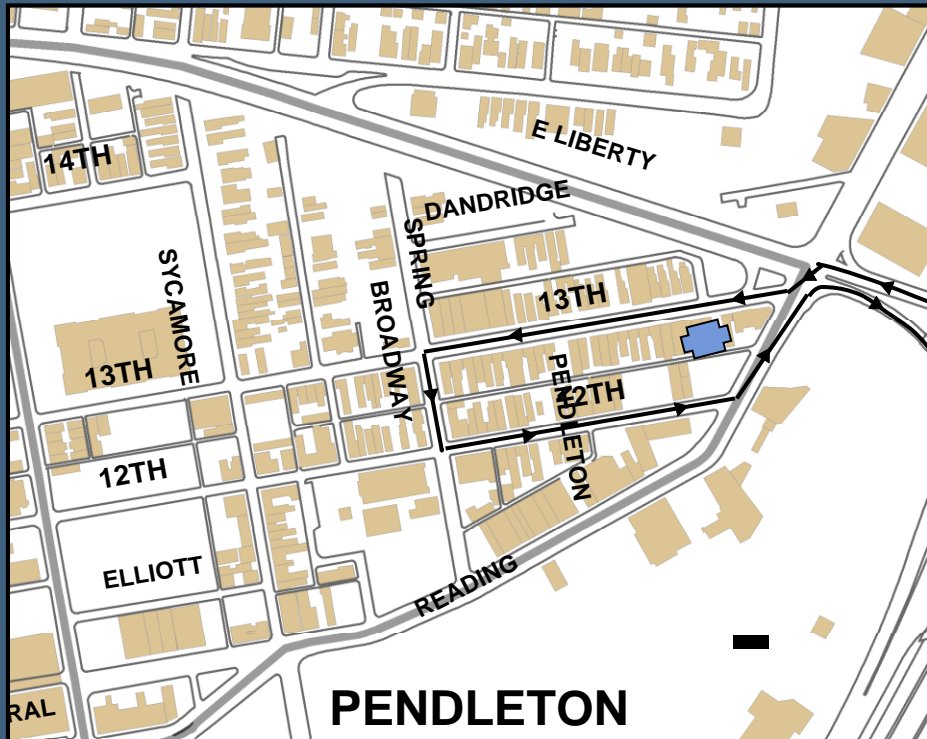 E LIBERTY
14TH
DANDRIDGE
SPRING
SYCAMORE
13TH
BROADWAY
13TH
PENDLETON
12TH
12TH
ELLIOTT
READING
RAL
PENDLETON